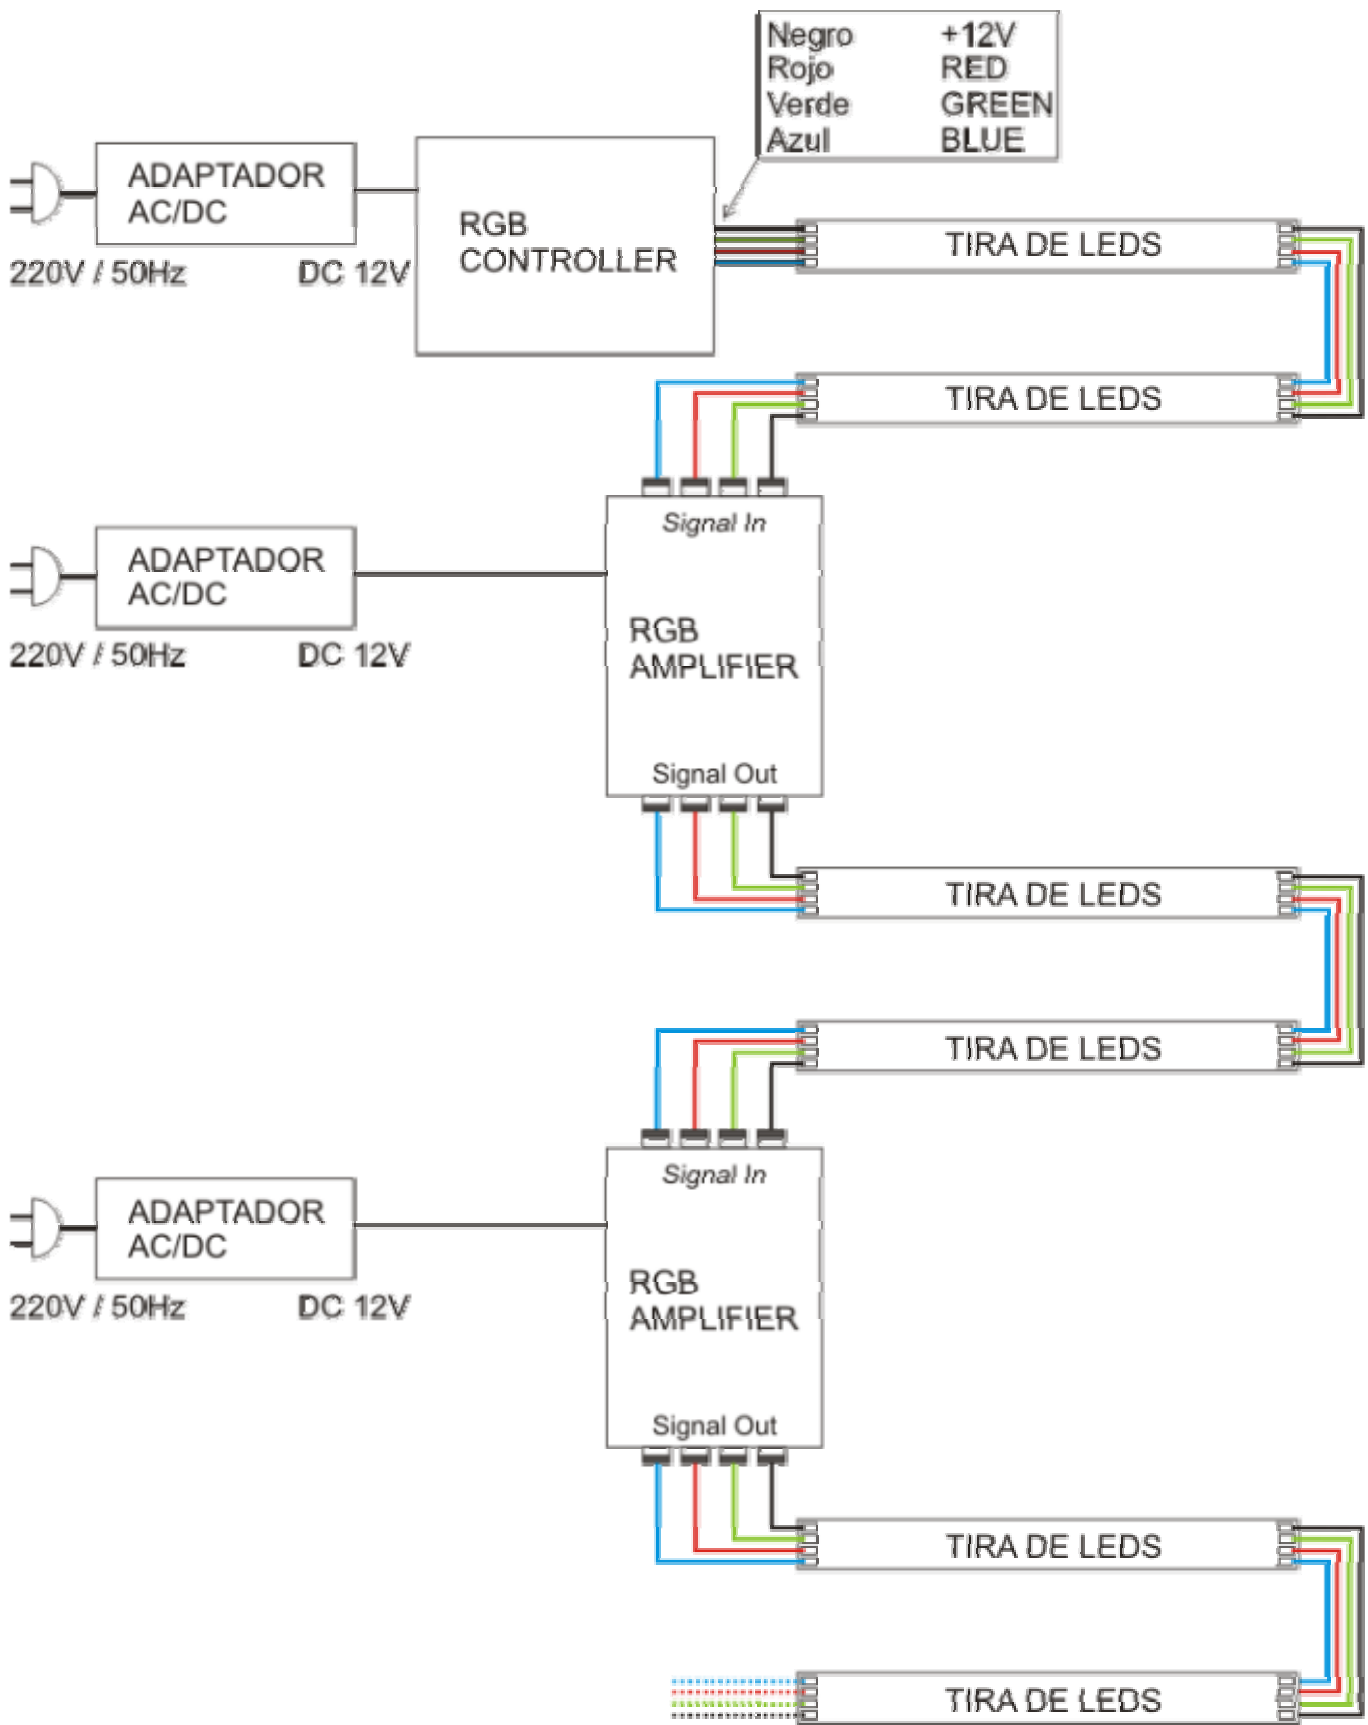 Negro +12V
Rojo RED
Verde GREEN
Azul BLUE
ADAPTADOR
AC/DC
220V / 50Hz DC 12V
RGB
CONTROLLER
TIRA DE LEDS
TIRA DE LEDS
Signal In
ADAPTADOR
AC/DC
220V / 50Hz DC 12V
RGB
AMPLIFIER
Signal Out
TIRA DE LEDS
TIRA DE LEDS
Signal In
ADAPTADOR
AC/DC
220V / 50Hz DC 12V
RGB
AMPLIFIER
Signal Out
TIRA DE LEDS
TIRA DE LEDS